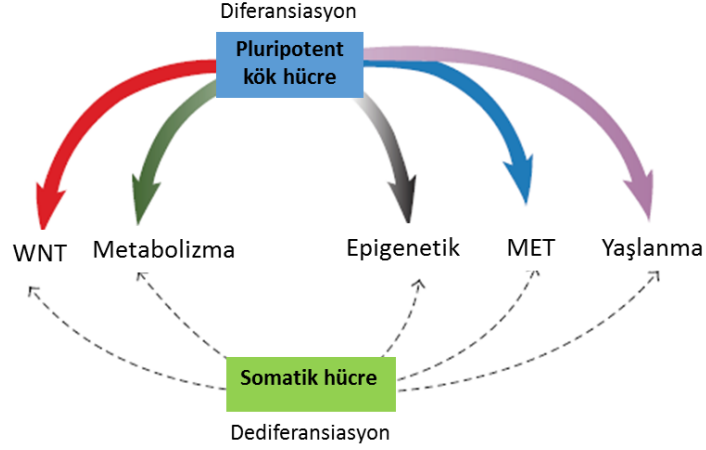 Diferansiasyon
Pluripotent
kök hücre
WNT
Metabolizma
Epigenetik
MET
Yaşlanma
Somatik hücre
Dediferansiasyon